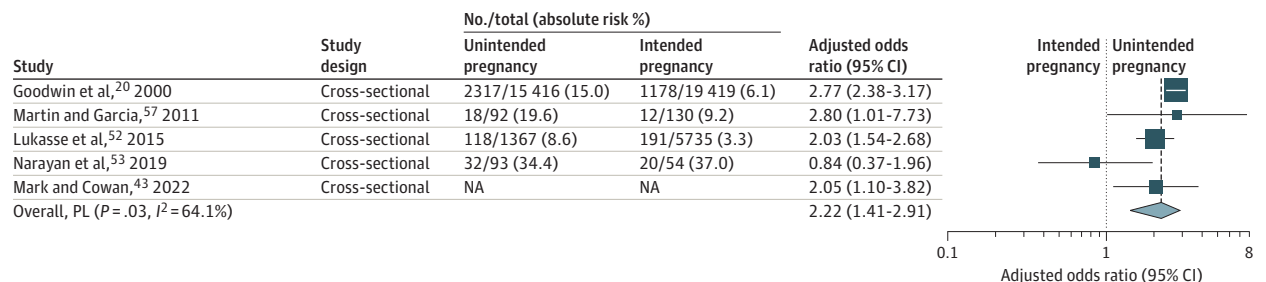 No./total (absolute risk %)
Study Unintended Intended Adjusted odds Intended Unintended
Study design pregnancy pregnancy ratio (95% CI) pregnancy pregnancy
Goodwin et al,20 2000 Cross-sectional 2317/15 416 (15.0) 1178/19 419 (6.1) 2.77 (2.38-3.17)
Martin and Garcia,57 2011 Cross-sectional 18/92 (19.6) 12/130 (9.2) 2.80 (1.01-7.73)
Lukasse et al,52 2015 Cross-sectional 118/1367 (8.6) 191/5735 (3.3) 2.03 (1.54-2.68)
Narayan et al,53 2019 Cross-sectional 32/93 (34.4) 20/54 (37.0) 0.84 (0.37-1.96)
Mark and Cowan,43 2022 Cross-sectional NA NA 2.05 (1.10-3.82)
Overall, PL (P = .03, I2 = 64.1%) 2.22 (1.41-2.91)
0.1 1 8
Adjusted odds ratio (95% CI)